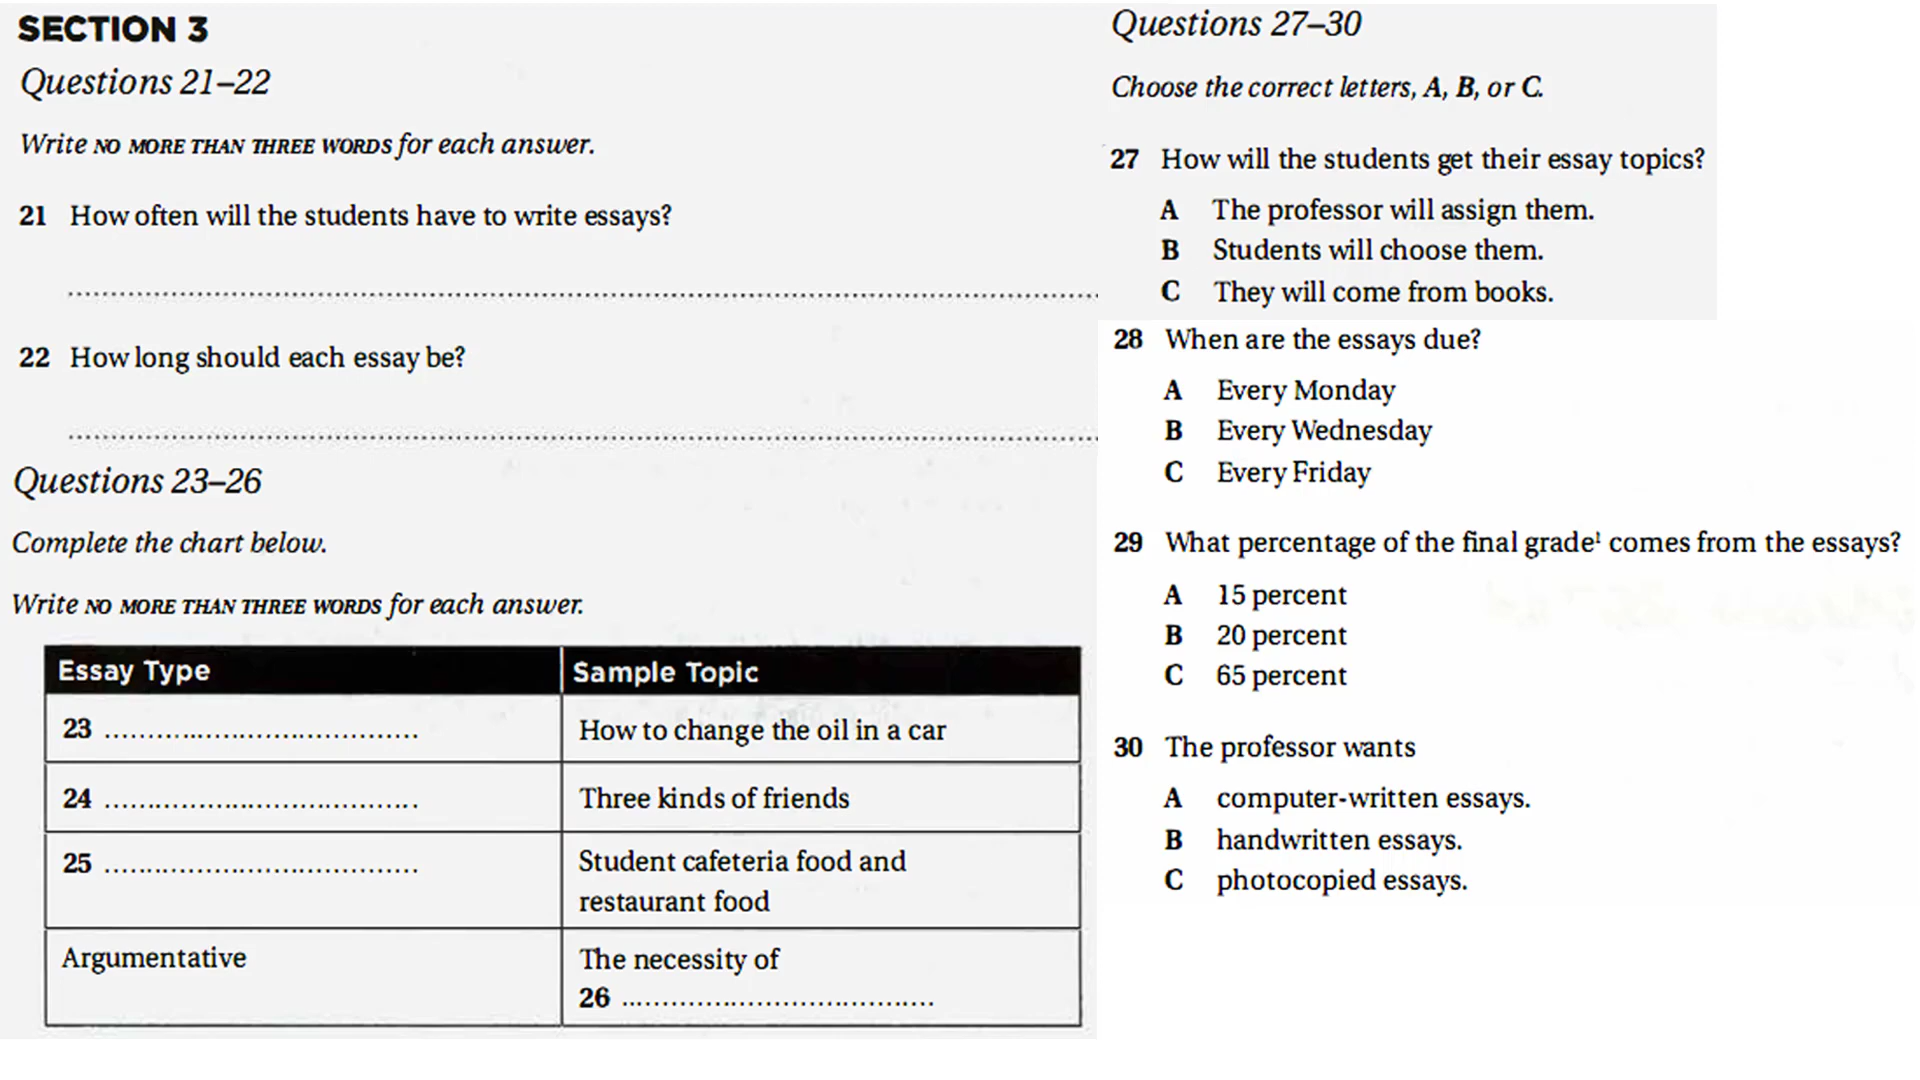 SECTION 3
Questions 21–22
Write NO MORE THAN THREE WORDS for each answer.
21 How often will the students have to write essays?
22 How long should each essay be?
Questions 23–26
Complete the chart below.
Write NO MORE THAN THREE WORDS for each answer.
Essay Type Sample Topic
23 .................................... How to change the oil in a car
24 .................................... Three kinds of friends
25 .................................... Student cafeteria food and
restaurant food
Argumentative The necessity of
26 ....................................
Questions 27–30
Choose the correct letters, A, B, or C.
27 How will the students get their essay topics?
A The professor will assign them.
B Students will choose them.
C They will come from books.
28 When are the essays due?
A Every Monday
B Every Wednesday
C Every Friday
29 What percentage of the final grade¹ comes from the essays?
A 15 percent
B 20 percent
C 65 percent
30 The professor wants
A computer-written essays.
B handwritten essays.
C photocopied essays.